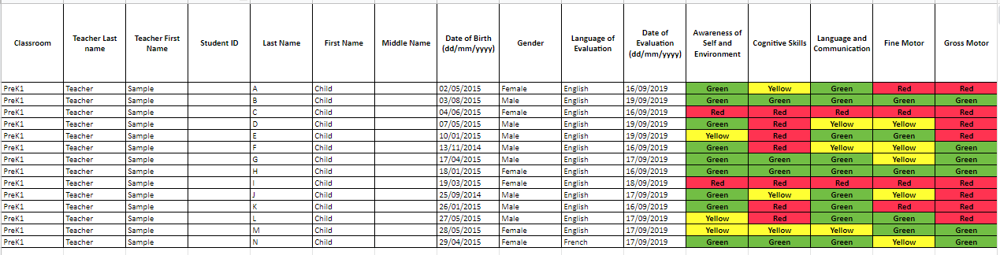 Classroom Teacher Last name Teacher First Name Student ID Last Name First Name Middle Name Date of Birth (dd/mm/yyyy) Gender Language of Evaluation Date of Evaluation (dd/mm/yyyy) Awareness of Self and Environment Cognitive Skills Language and Communication Fine Motor Gross Motor
PreK1 Teacher Sample A Child 02/05/2015 Female English 16/09/2019 Green Yellow Green Red Red
PreK1 Teacher Sample B Child 03/08/2015 Male English 19/09/2019 Green Green Green Green Green
PreK1 Teacher Sample C Child 04/06/2015 Female English 16/09/2019 Red Red Red Red Red
PreK1 Teacher Sample D Child 07/05/2015 Male English 19/09/2019 Green Red Yellow Yellow Red
PreK1 Teacher Sample E Child 10/01/2015 Male English 19/09/2019 Yellow Red Green Green Red
PreK1 Teacher Sample F Child 13/11/2014 Male English 16/09/2019 Green Red Yellow Yellow Green
PreK1 Teacher Sample G Child 17/04/2015 Male English 17/09/2019 Green Green Green Yellow Green
PreK1 Teacher Sample H Child 18/01/2015 Female English 16/09/2019 Green Green Green Green Green
PreK1 Teacher Sample I Child 19/03/2015 Female English 18/09/2019 Red Red Red Red Red
PreK1 Teacher Sample J Child 25/09/2014 Male English 17/09/2019 Green Yellow Green Yellow Red
PreK1 Teacher Sample K Child 26/01/2015 Male English 16/09/2019 Green Red Green Red Red
PreK1 Teacher Sample L Child 27/05/2015 Male English 17/09/2019 Yellow Red Green Green Red
PreK1 Teacher Sample M Child 28/05/2015 Female English 17/09/2019 Yellow Yellow Yellow Green Green
PreK1 Teacher Sample N Child 29/04/2015 Female French 17/09/2019 Green Green Green Yellow Green